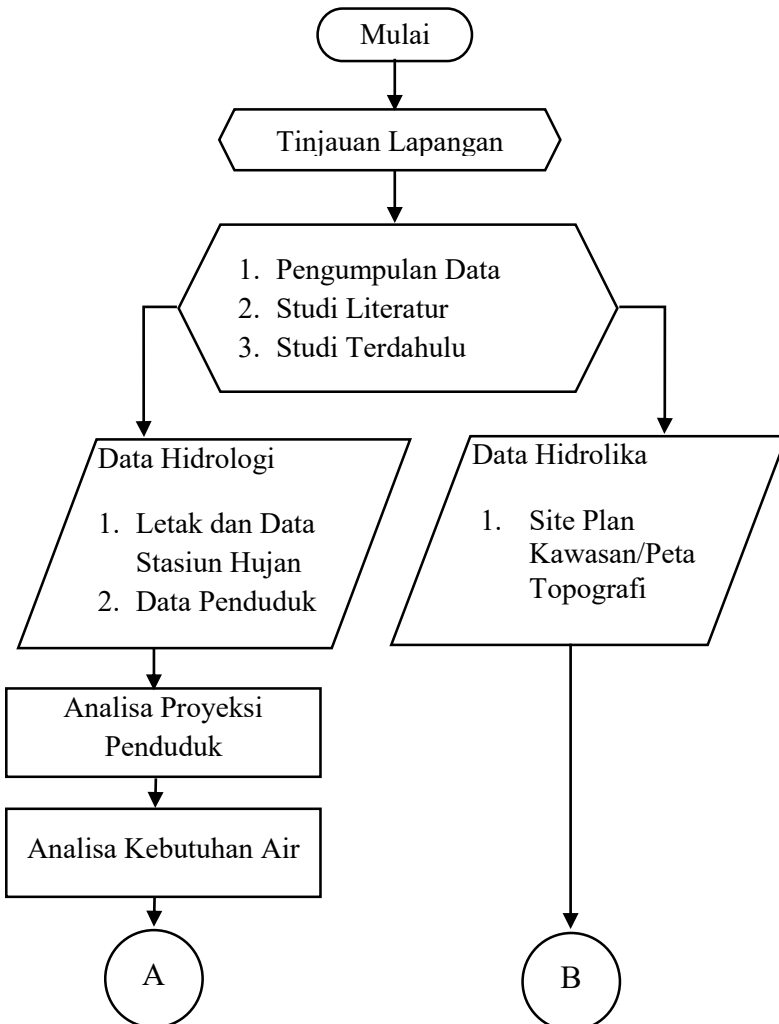 Mulai
Tinjauan Lapangan
1. Pengumpulan Data
2. Studi Literatur
3. Studi Terdahulu
Data Hidrologi
1. Letak dan Data
Stasiun Hujan
2. Data Penduduk
Data Hidrolika
1. Site Plan
Kawasan/Peta
Topografi
Analisa Proyeksi
Penduduk
Analisa Kebutuhan Air
A
B